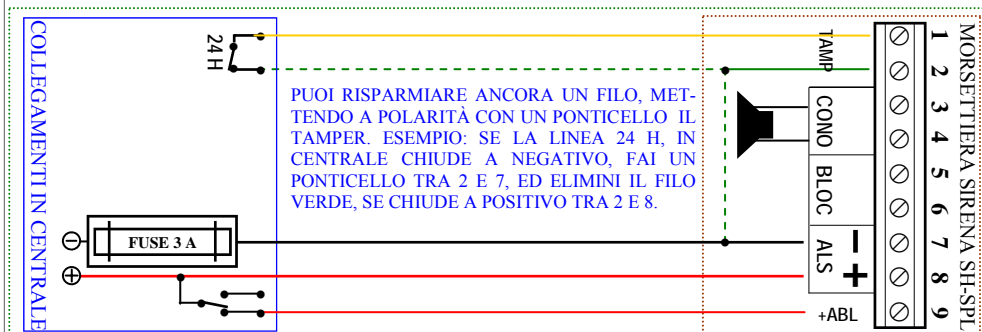 COLLEGAMENTI IN CENTRALE
24 H
PUOI RISPARMIARE ANCORA UN FILO, MET-
TENDO A POLARITÀ CON UN PONTICELLO IL
TAMPER. ESEMPIO: SE LA LINEA 24 H, IN
CENTRALE CHIUDE A NEGATIVO, FAI UN
PONTICELLO TRA 2 E 7, ED ELIMINI IL FILO
VERDE, SE CHIUDE A POSITIVO TRA 2 E 8.
FUSE 3 A
TAMP
CONO
BLOC
ALS
- +
+ABL
1
2
3
4
5
6
7
8
9
MORSETTIERA SIRENA SH-SPL